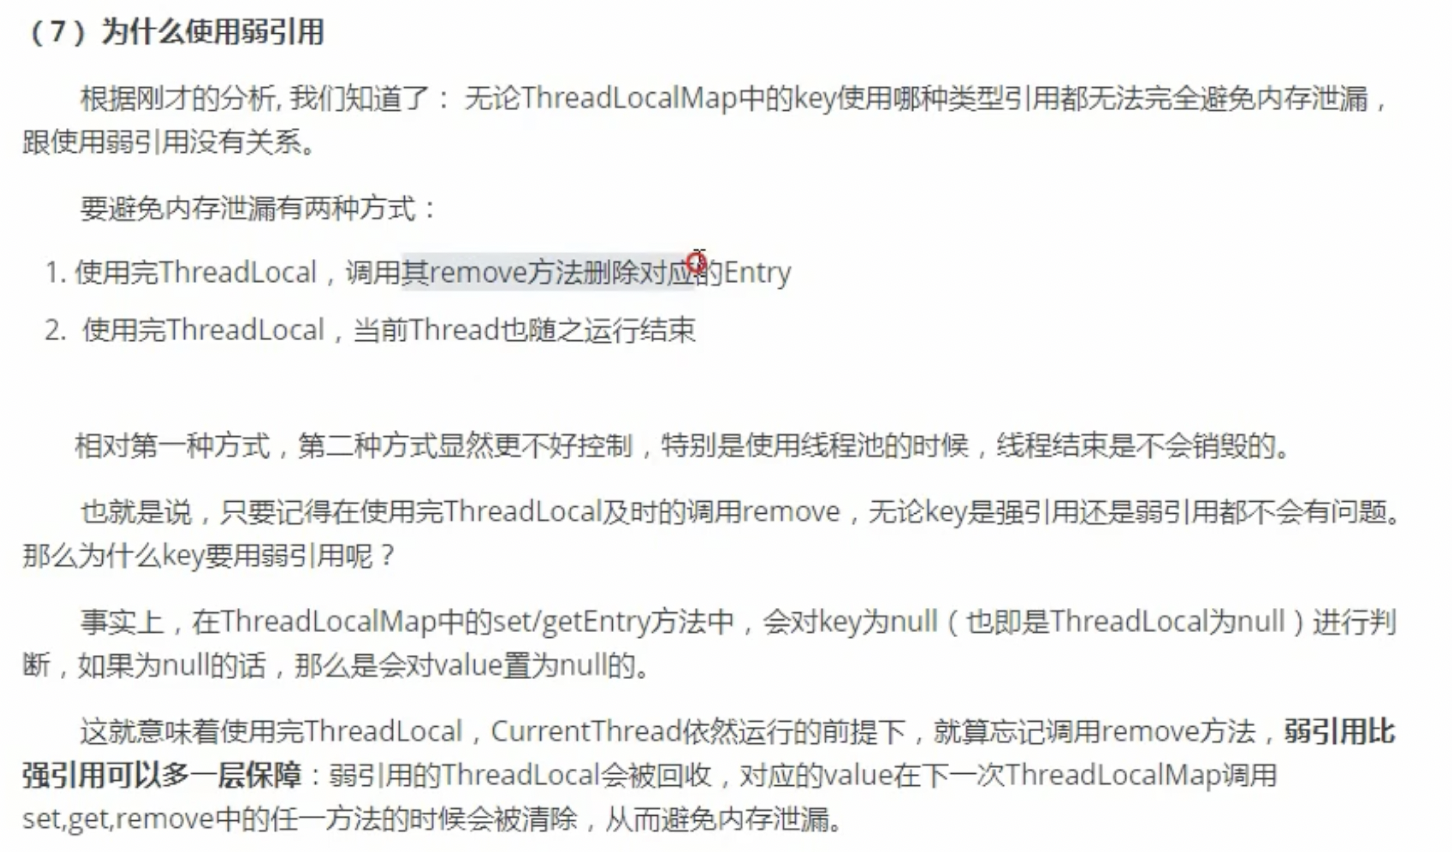 （7）为什么使用弱引用
根据刚才的分析, 我们知道了： 无论ThreadLocalMap中的key使用哪种类型引用都无法完全避免内存泄漏，
跟使用弱引用没有关系。
要避免内存泄漏有两种方式：
1. 使用完ThreadLocal，调用其remove方法删除对应的Entry
2. 使用完ThreadLocal，当前Thread也随之运行结束
相对第一种方式，第二种方式显然更不好控制，特别是使用线程池的时候，线程结束是不会销毁的。
也就是说，只要记得在使用完ThreadLocal及时的调用remove，无论key是强引用还是弱引用都不会有问题。
那么为什么key要用弱引用呢？
事实上，在ThreadLocalMap中的set/getEntry方法中，会对key为null（也即是ThreadLocal为null）进行判
断，如果为null的话，那么是会对value置为null的。
这就意味着使用完ThreadLocal，CurrentThread依然运行的前提下，就算忘记调用remove方法，弱引用比
强引用可以多一层保障：弱引用的ThreadLocal会被回收，对应的value在下一次ThreadLocalMap调用
set,get,remove中的任一方法的时候会被清除，从而避免内存泄漏。